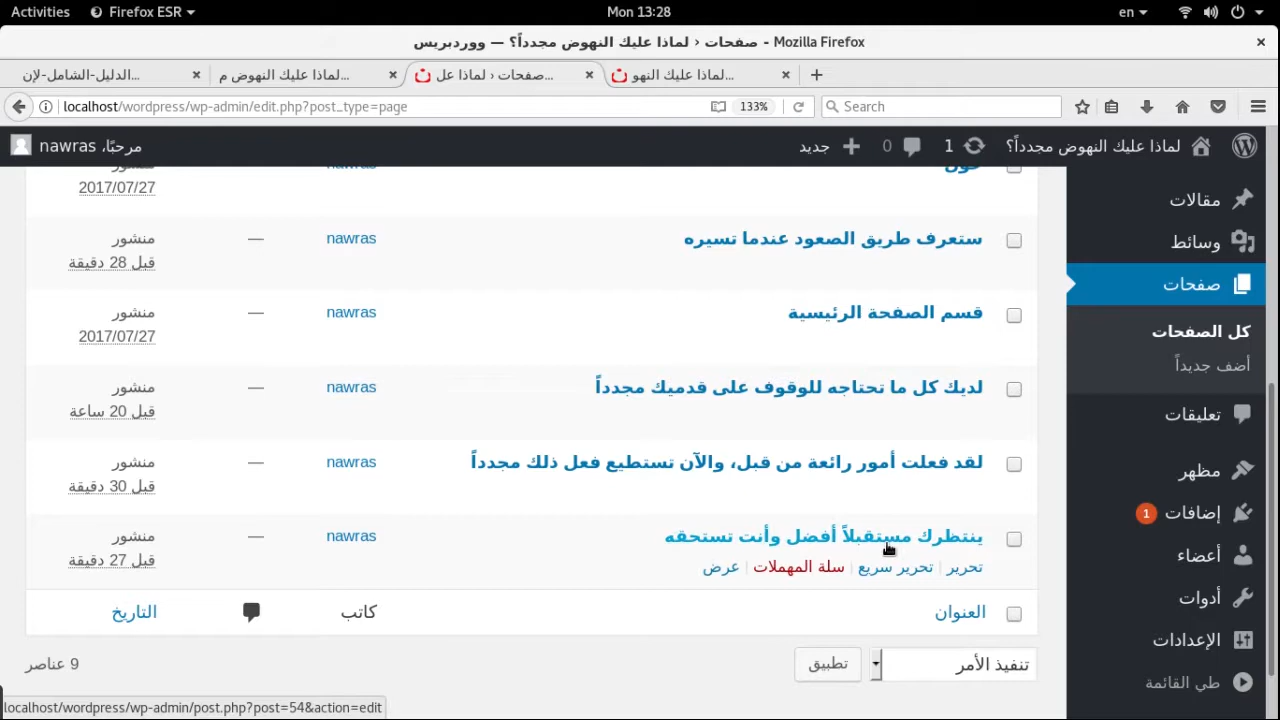 Activities Firefox ESR Mon 13:28 en
صفحات ‹ لماذا عليك النهوض مجدداً؟ — ووردبريس - Mozilla Firefox
الدليل-الشامل-لإن... لماذا عليك النهوض م... صفحات ‹ لماذا عل... لماذا عليك النهو...
localhost/wordpress/wp-admin/edit.php?post_type=page 133% Search
لماذا عليك النهوض مجدداً؟ 1 0 جديد مرحبًا، nawras
حول nawras — منشور
2017/07/27
ستعرف طريق الصعود عندما تسيره nawras — منشور
قبل 28 دقيقة
قسم الصفحة الرئيسية nawras — منشور
2017/07/27
لديك كل ما تحتاجه للوقوف على قدميك مجدداً nawras — منشور
قبل 20 ساعة
لقد فعلت أمور رائعة من قبل، والآن تستطيع فعل ذلك مجدداً nawras — منشور
قبل 30 دقيقة
ينتظرك مستقبلاً أفضل وأنت تستحقه nawras — منشور
تحرير | تحرير سريع | سلة المهملات | عرض قبل 27 دقيقة
العنوان كاتب التاريخ
تنفيذ الأمر تطبيق 9 عناصر
مقالات
وسائط
صفحات
كل الصفحات
أضف جديداً
تعليقات
مظهر
إضافات 1
أعضاء
أدوات
الإعدادات
طي القائمة
localhost/wordpress/wp-admin/post.php?post=54&action=edit